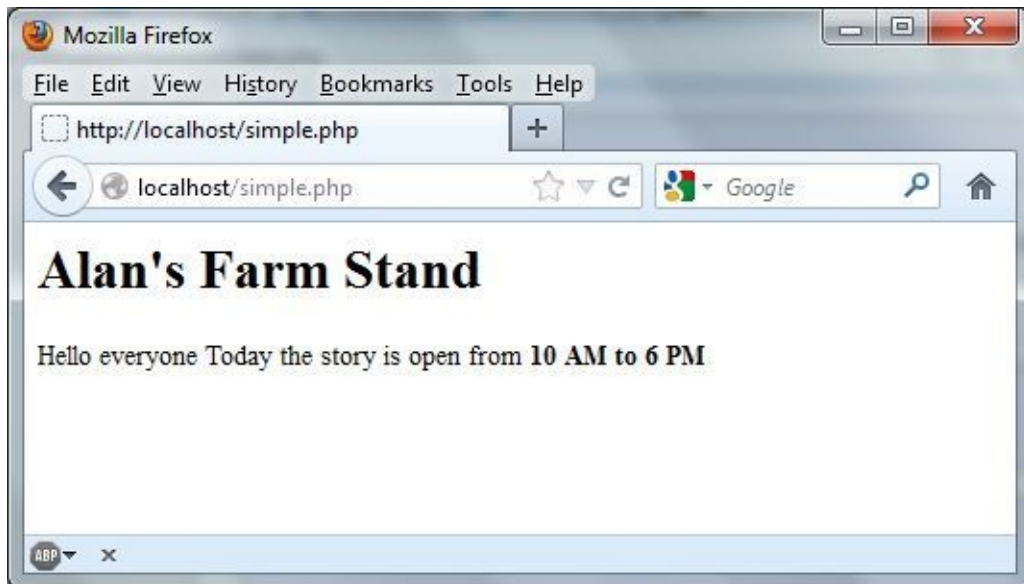 Mozilla Firefox
File Edit View History Bookmarks Tools Help
http://localhost/simple.php
localhost/simple.php Google
Alan's Farm Stand
Hello everyone Today the story is open from 10 AM to 6 PM
ABP